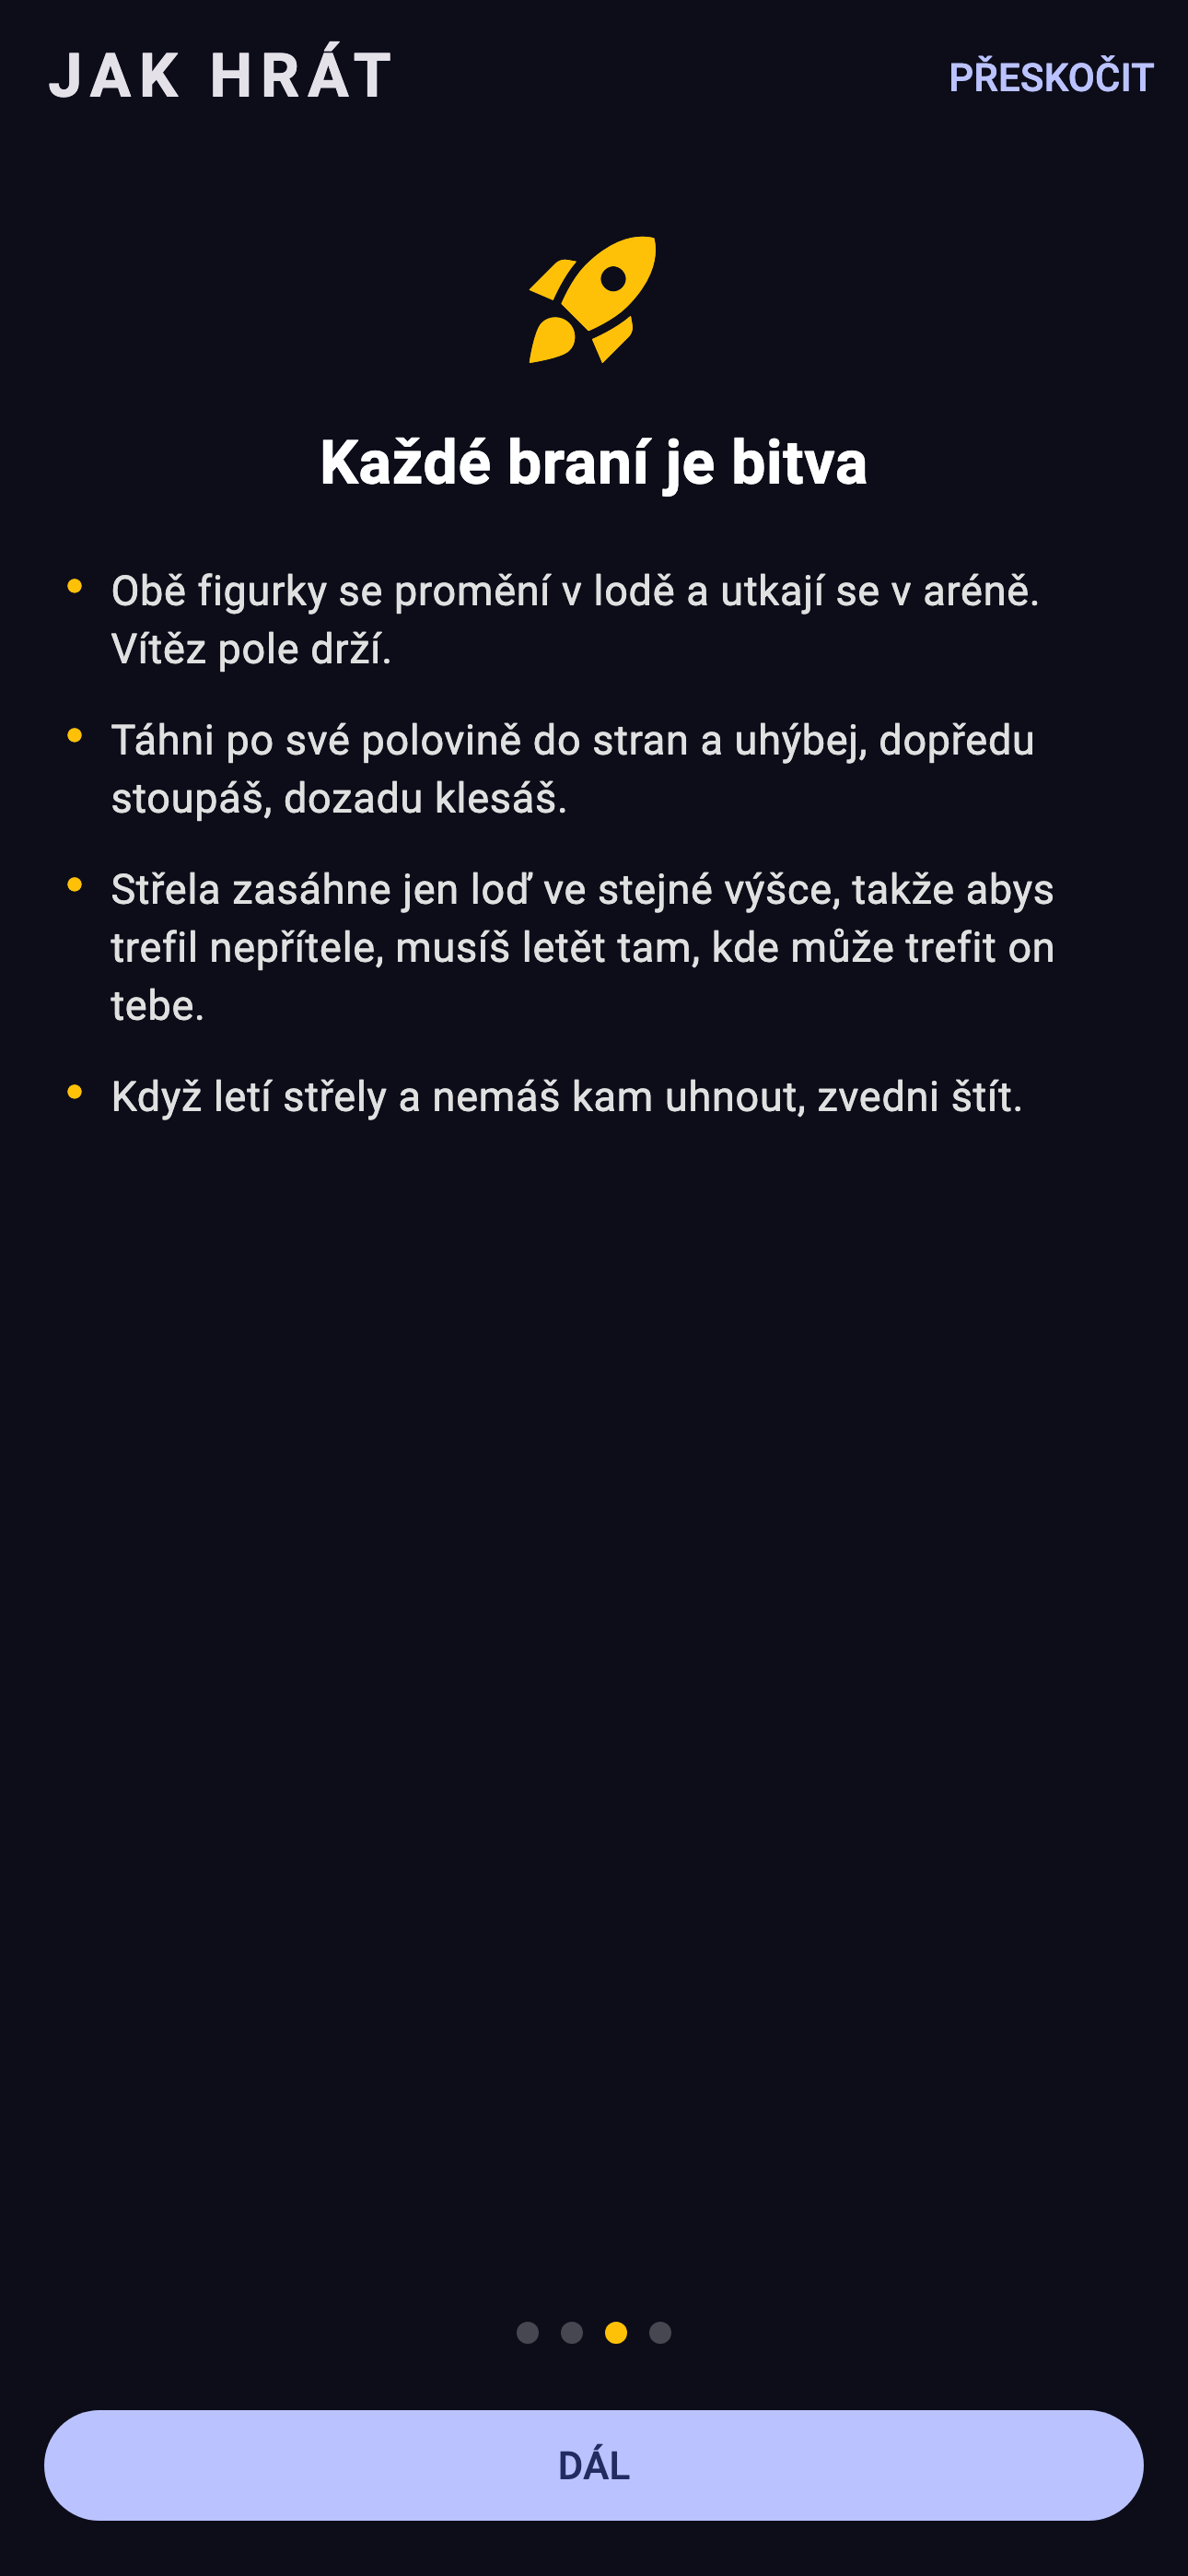 JAK HRÁT
PŘESKOČIT
Každé braní je bitva
Obě figurky se promění v lodě a utkají se v aréně.
Vítěz pole drží.
Táhni po své polovině do stran a uhýbej, dopředu
stoupáš, dozadu klesáš.
Střela zasáhne jen loď ve stejné výšce, takže abys
trefil nepřítele, musíš letět tam, kde může trefit on
tebe.
Když letí střely a nemáš kam uhnout, zvedni štít.
DÁL